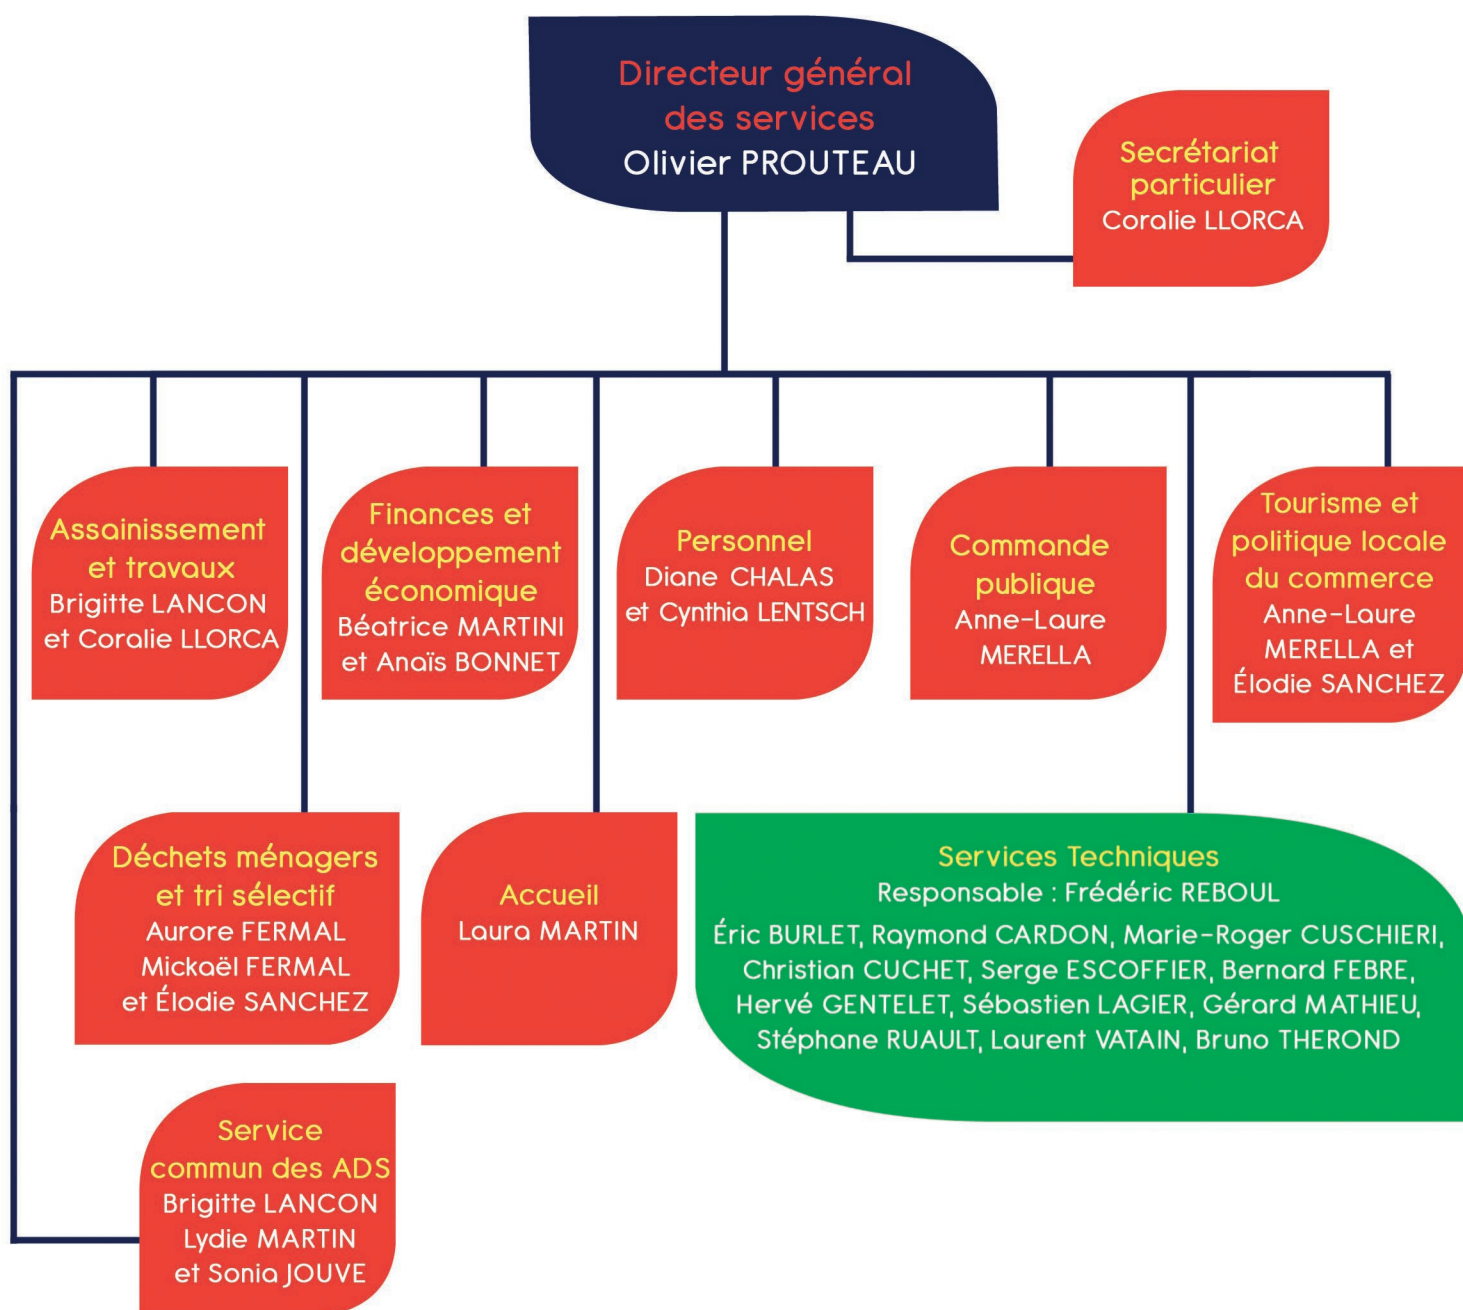 Directeur général
des services
Olivier PROUTEAU
Secrétariat
particulier
Coralie LLORCA
Assainissement
et travaux
Brigitte LANCON
et Coralie LLORCA
Finances et
développement
économique
Béatrice MARTINI
et Anaïs BONNET
Personnel
Diane CHALAS
et Cynthia LENTSCH
Commande
publique
Anne-Laure
MERELLA
Tourisme et
politique locale
du commerce
Anne-Laure
MERELLA et
Élodie SANCHEZ
Déchets ménagers
et tri sélectif
Aurore FERMAL
Mickaël FERMAL
et Élodie SANCHEZ
Accueil
Laura MARTIN
Services Techniques
Responsable : Frédéric REBOUL
Éric BURLET, Raymond CARDON, Marie-Roger CUSCHIERI,
Christian CUCHET, Serge ESCOFFIER, Bernard FEBRE,
Hervé GENTELET, Sébastien LAGIER, Gérard MATHIEU,
Stéphane RUAULT, Laurent VATAIN, Bruno THEROND
Service
commun des ADS
Brigitte LANCON
Lydie MARTIN
et Sonia JOUVE